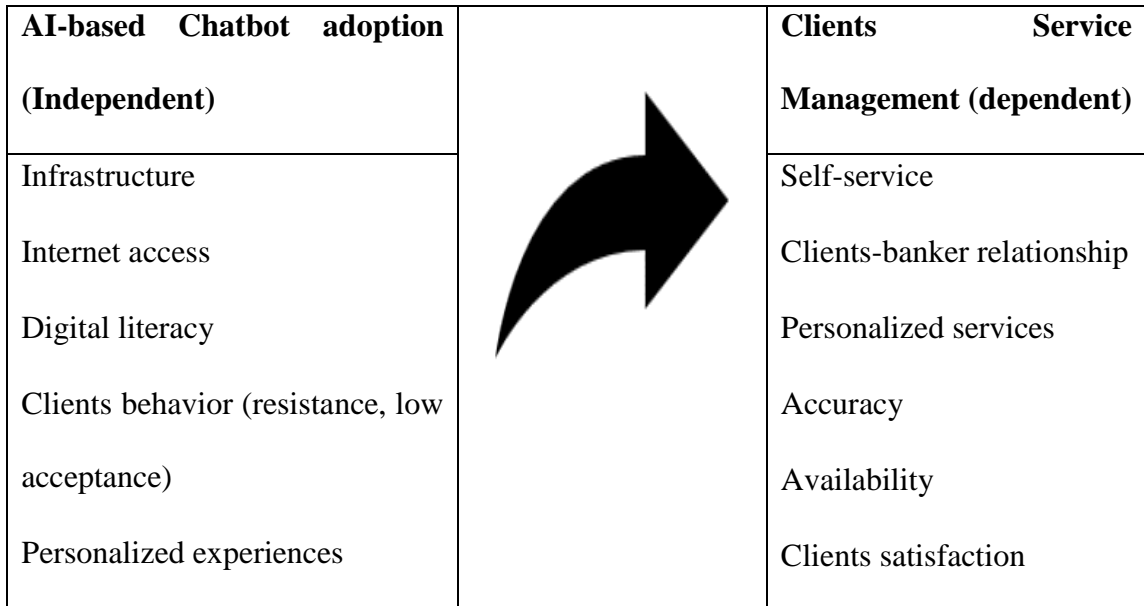 AI-based Chatbot adoption
(Independent)
Infrastructure
Internet access
Digital literacy
Clients behavior (resistance, low
acceptance)
Personalized experiences
Clients Service
Management (dependent)
Self-service
Clients-banker relationship
Personalized services
Accuracy
Availability
Clients satisfaction